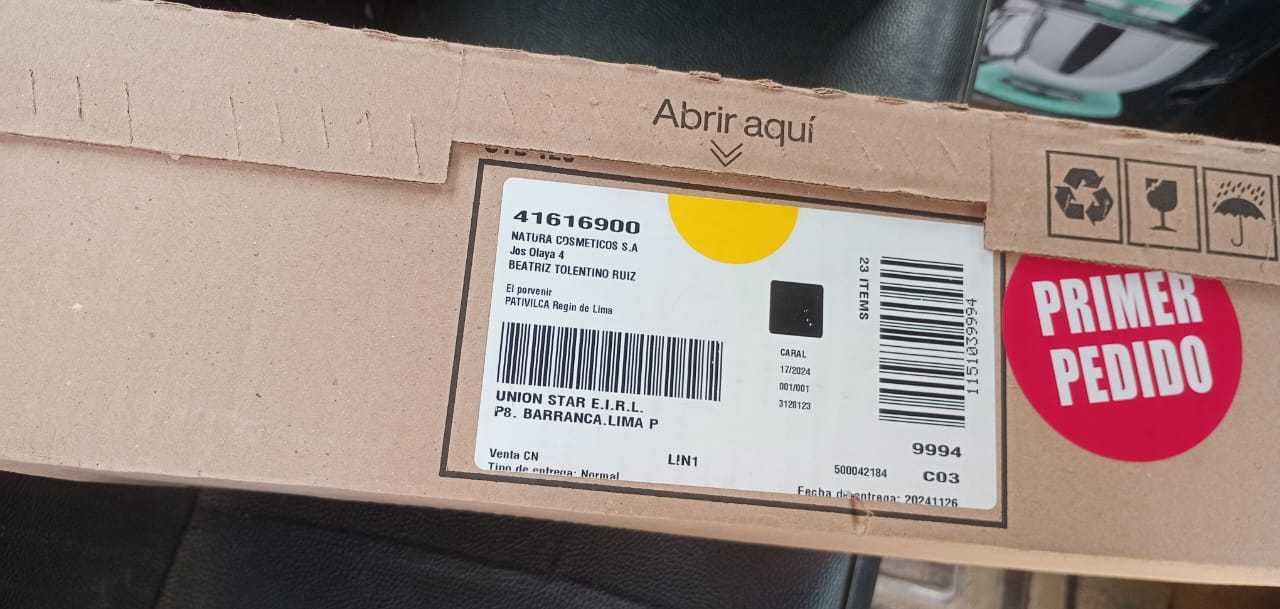 Abrir aquí
41616900
NATURA COSMETICOS S.A
Jos Olaya 4
BEATRIZ TOLENTINO RUIZ
El porvenir
PATIVILCA Regin de Lima
UNION STAR E.I.R.L.
P8. BARRANCA.LIMA P
Venta CN
Tipo de entrega: Normal
LIN1
CARAL
17/2024
001/001
3128123
23 ITEMS
1151039994
9994
500042184
C03
Fecha de entrega: 20241126
PRIMER
PEDIDO